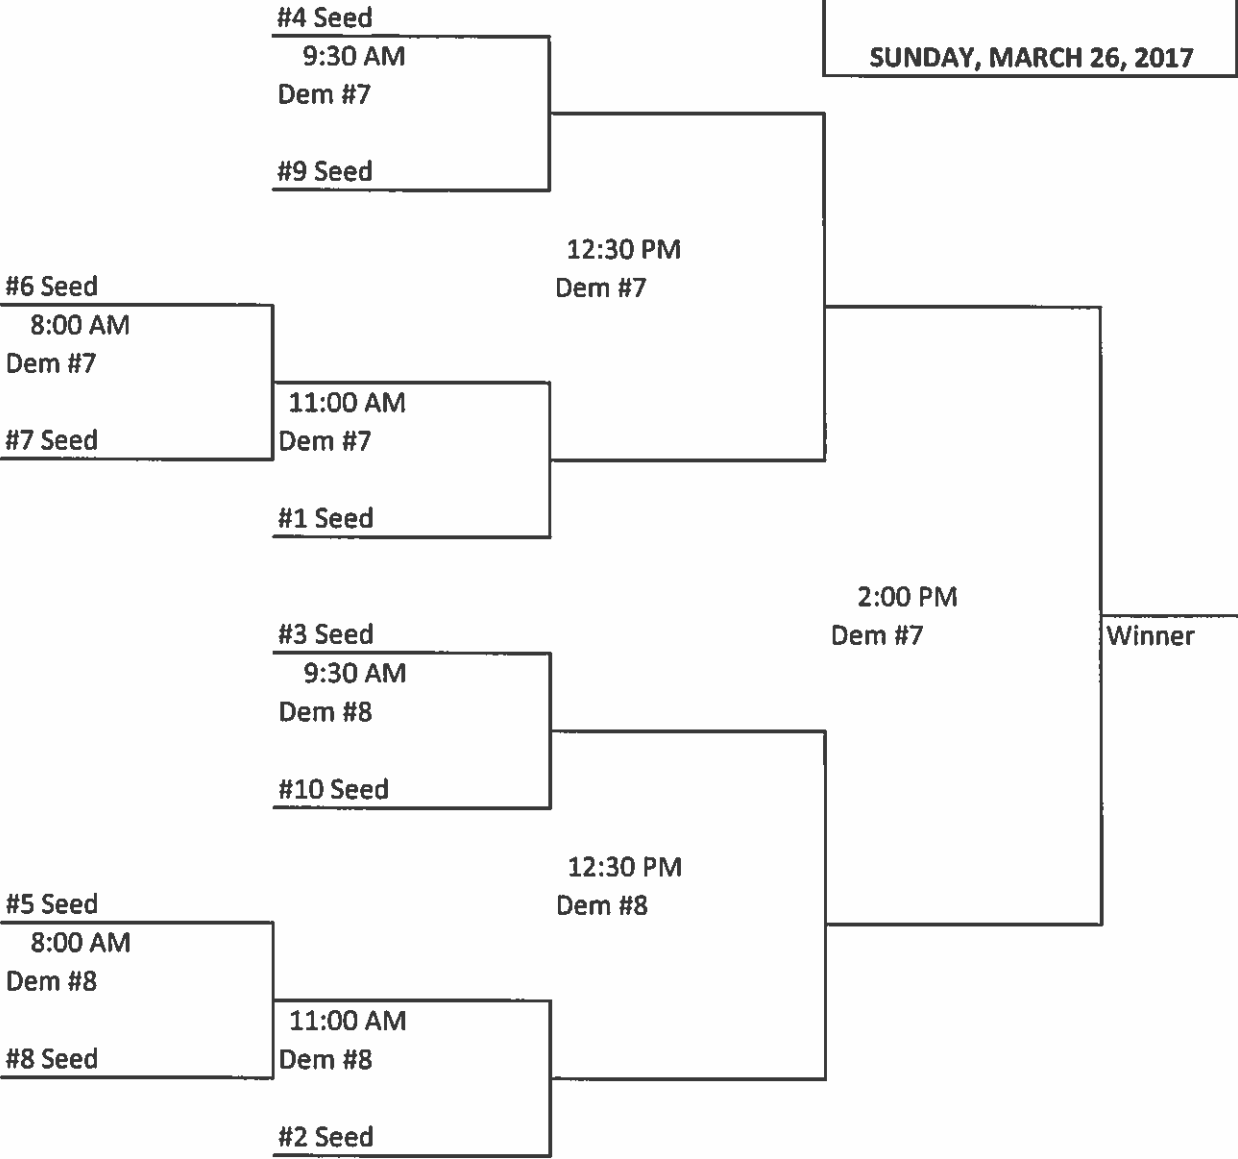 #4 Seed
SUNDAY, MARCH 26, 2017
9:30 AM
Dem #7
#9 Seed
12:30 PM
Dem #7
#6 Seed
8:00 AM
Dem #7
#7 Seed
11:00 AM
Dem #7
#1 Seed
2:00 PM
Dem #7
Winner
#3 Seed
9:30 AM
Dem #8
#10 Seed
12:30 PM
Dem #8
#5 Seed
8:00 AM
Dem #8
#8 Seed
11:00 AM
Dem #8
#2 Seed